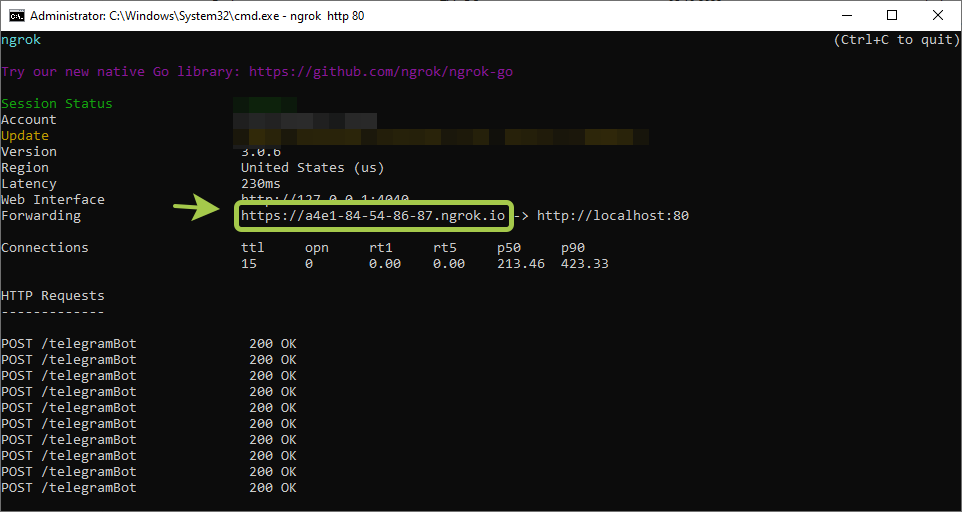 Administrator: C:\Windows\System32\cmd.exe - ngrok http 80
ngrok (Ctrl+C to quit)
Try our new native Go library: https://github.com/ngrok/ngrok-go
Session Status
Account
Update
Version 3.0.6
Region United States (us)
Latency 230ms
Web Interface http://127.0.0.1:4040
Forwarding https://a4e1-84-54-86-87.ngrok.io -> http://localhost:80
Connections ttl opn rt1 rt5 p50 p90
15 0 0.00 0.00 213.46 423.33
HTTP Requests
-------------
POST /telegramBot 200 OK
POST /telegramBot 200 OK
POST /telegramBot 200 OK
POST /telegramBot 200 OK
POST /telegramBot 200 OK
POST /telegramBot 200 OK
POST /telegramBot 200 OK
POST /telegramBot 200 OK
POST /telegramBot 200 OK
POST /telegramBot 200 OK